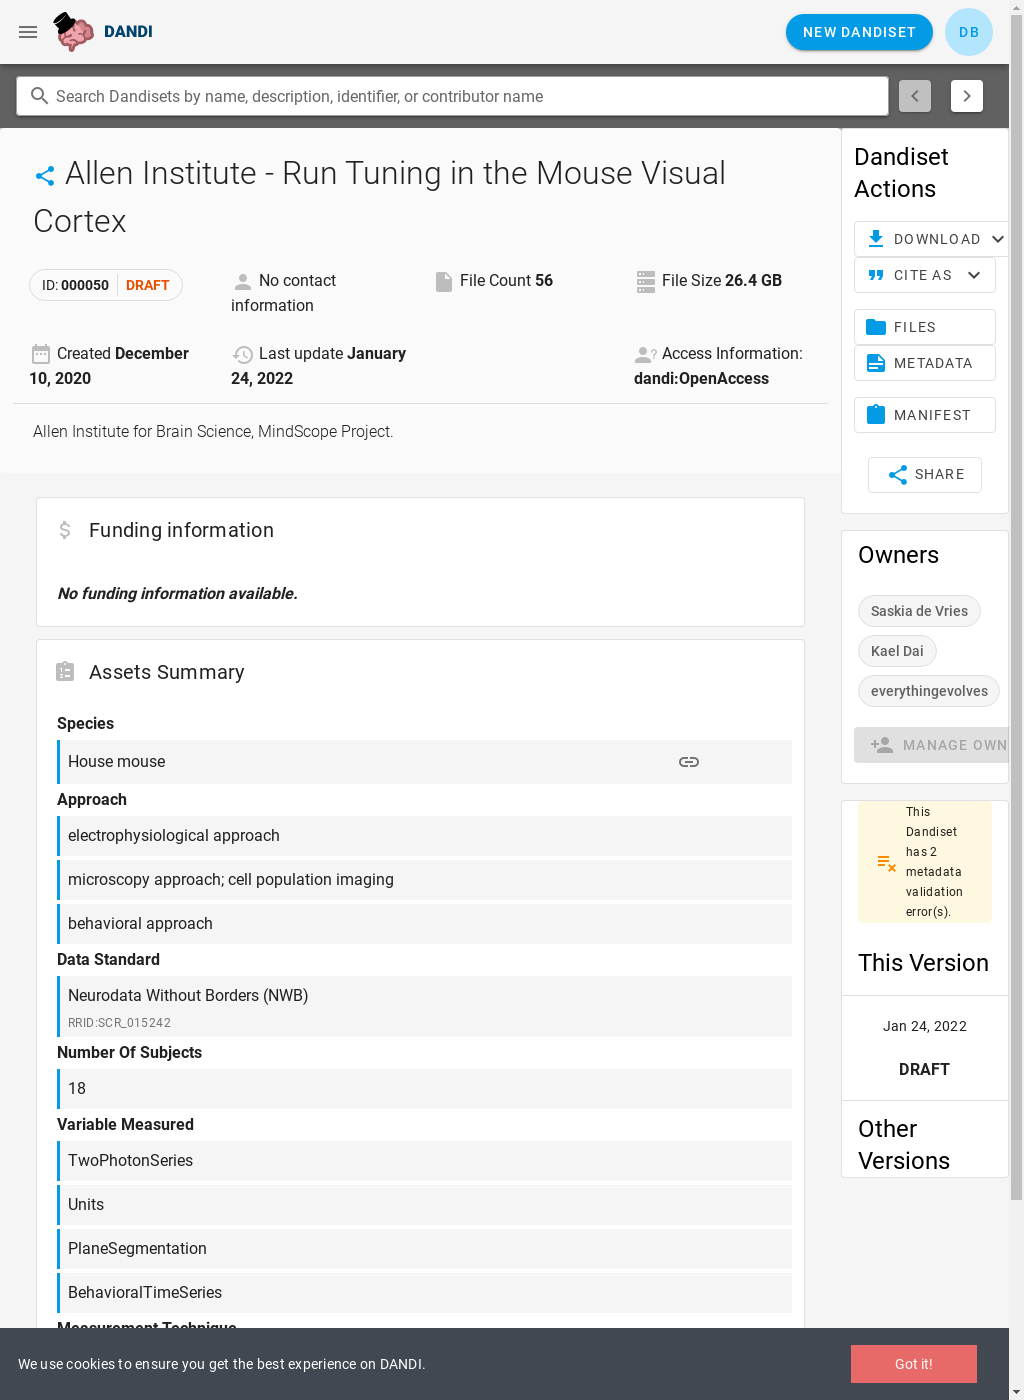 DANDI
NEW DANDISET
DB
Search Dandisets by name, description, identifier, or contributor name
Allen Institute - Run Tuning in the Mouse Visual
Cortex
ID: 000050 DRAFT
No contact
information
File Count 56
File Size 26.4 GB
Created December
10, 2020
Last update January
24, 2022
Access Information:
dandi:OpenAccess
Allen Institute for Brain Science, MindScope Project.
Funding information
No funding information available.
Assets Summary
Species
House mouse
Approach
electrophysiological approach
microscopy approach; cell population imaging
behavioral approach
Data Standard
Neurodata Without Borders (NWB)
RRID:SCR_015242
Number Of Subjects
18
Variable Measured
TwoPhotonSeries
Units
PlaneSegmentation
BehavioralTimeSeries
Measurement Technique
Dandiset
Actions
DOWNLOAD
CITE AS
FILES
METADATA
MANIFEST
SHARE
Owners
Saskia de Vries
Kael Dai
everythingevolves
MANAGE OWN
This
Dandiset
has 2
metadata
validation
error(s).
This Version
Jan 24, 2022
DRAFT
Other
Versions
We use cookies to ensure you get the best experience on DANDI.
Got it!